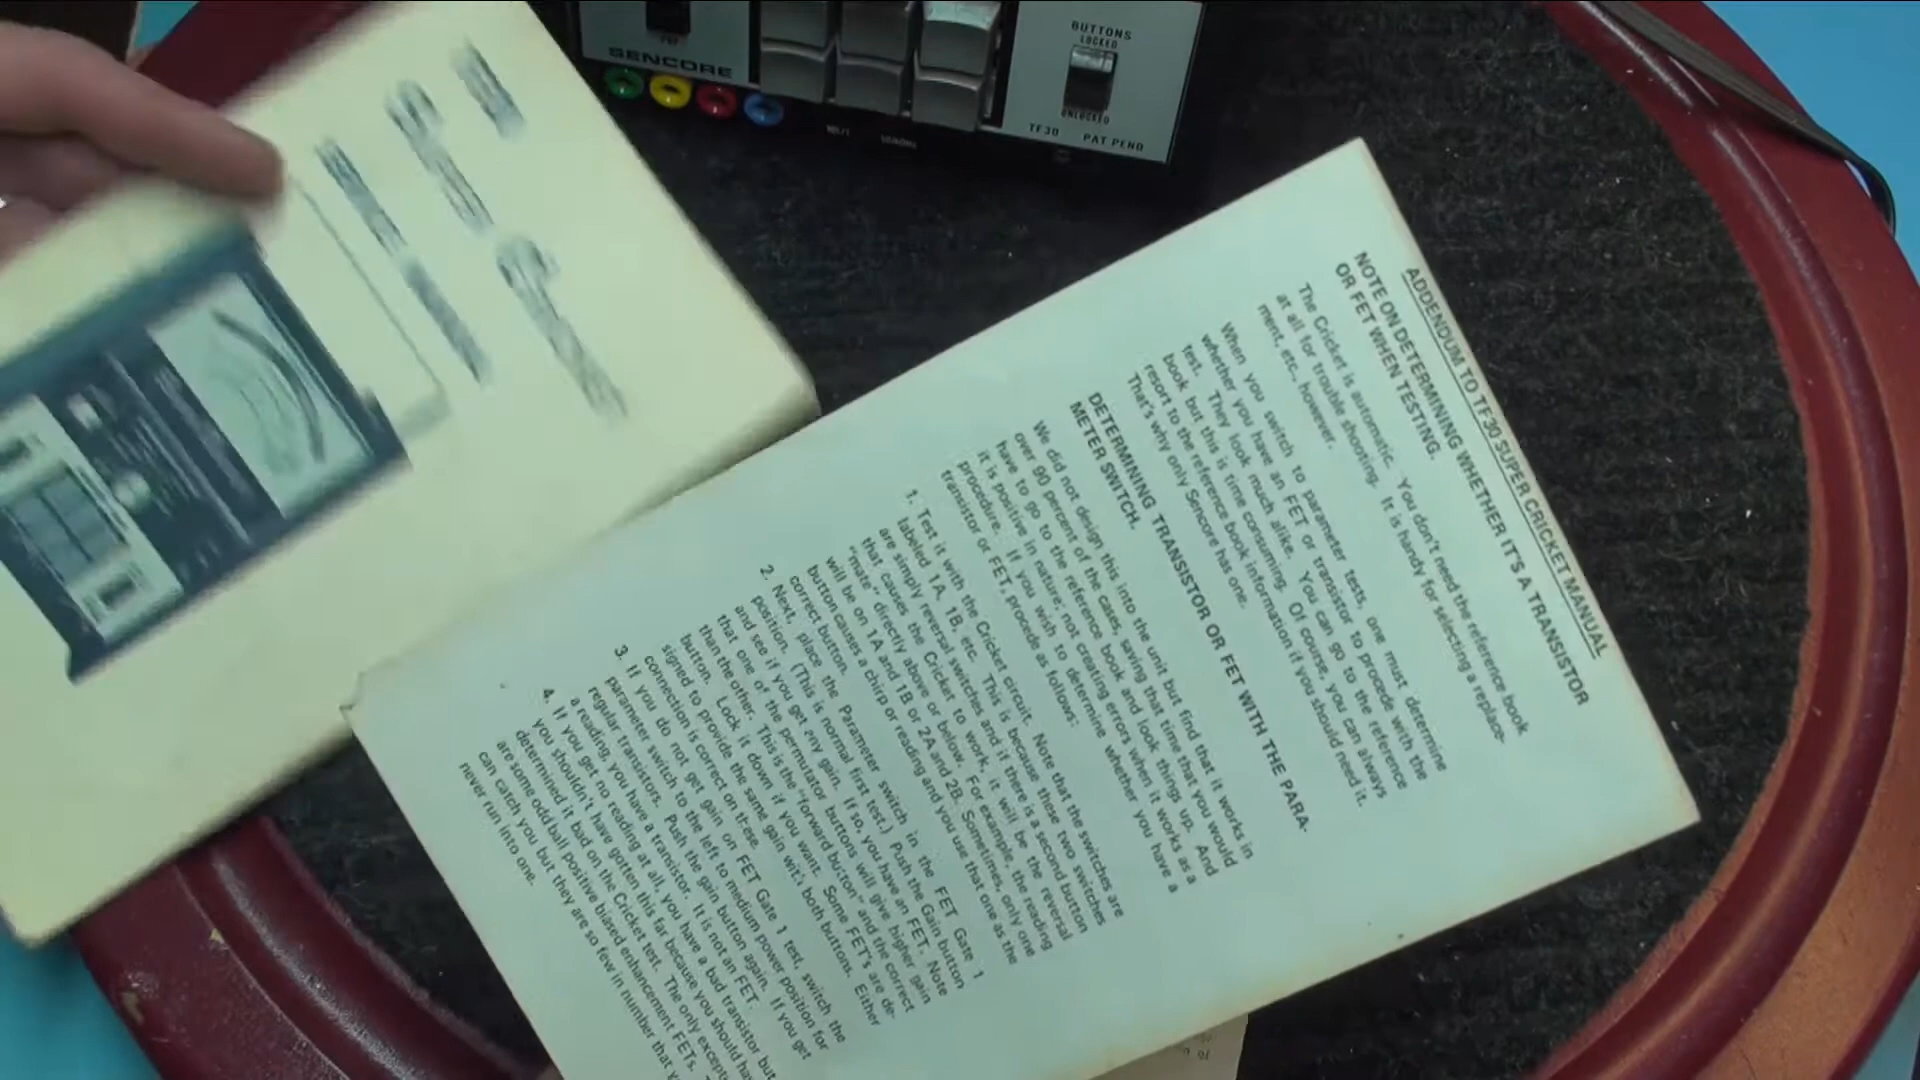 SENCORE
BUTTONS
LOCKED
UNLOCKED
TF30 PAT PEND
ADDENDUM TO TF30 SUPER CRICKET MANUAL
NOTE ON DETERMINING WHETHER IT'S A TRANSISTOR
OR FET WHEN TESTING.
The Cricket is automatic. You don't need the reference book
at all for trouble shooting. It is handy for selecting a replace-
ment, etc., however.
When you switch to parameter tests, one must determine
whether you have an FET or transistor to procede with the
test. They look much alike. You can go to the reference
book but this is time consuming. Of course, you can always
resort to the reference book information if you should need it.
That's why only Sencore has one.
DETERMINING TRANSISTOR OR FET WITH THE PARA-
METER SWITCH.
We did not design this into the unit but find that it works in
over 90 percent of the cases, saving that time that you would
have to go to the reference book and look things up. And
it is positive in nature; not creating errors when it works as a
procedure. If you wish to determine whether you have a
transistor or FET, procede as follows:
1. Test it with the Cricket circuit. Note that the switches are
labeled 1A, 1B, etc. This is because these two switches
are simply reversal switches and if there is a second button
that causes the Cricket to work, it will be the reversal
"mate" directly above or below. For example, the reading
will be on 1A and 1B or 2A and 2B. Sometimes, only one
button causes a chirp or reading and you use that one as the
correct button.
2. Next, place the Parameter switch in the FET Gate 1
position. (This is normal first test.) Push the Gain button
and see if you get any gain. If so, you have an FET. Note
that one of the permutator buttons will give higher gain
than the other. This is the "forward button" and the correct
button. Lock it down if you want. Some FET's are de-
signed to provide the same gain with both buttons. Either
connection is correct on these.
3. If you do not get gain on FET Gate 1 test, switch the
parameter switch to the left to medium power position for
regular transistors. Push the gain button again. If you get
a reading, you have a transistor. It is not an FET.
4. If you get no reading at all, you have a bad transistor but
you shouldn't have gotten this far because you should
determined it bad on the Cricket test. The only
are some odd ball positive biased enhancement FETs.
can catch you but they are so few in number that
never run into one.